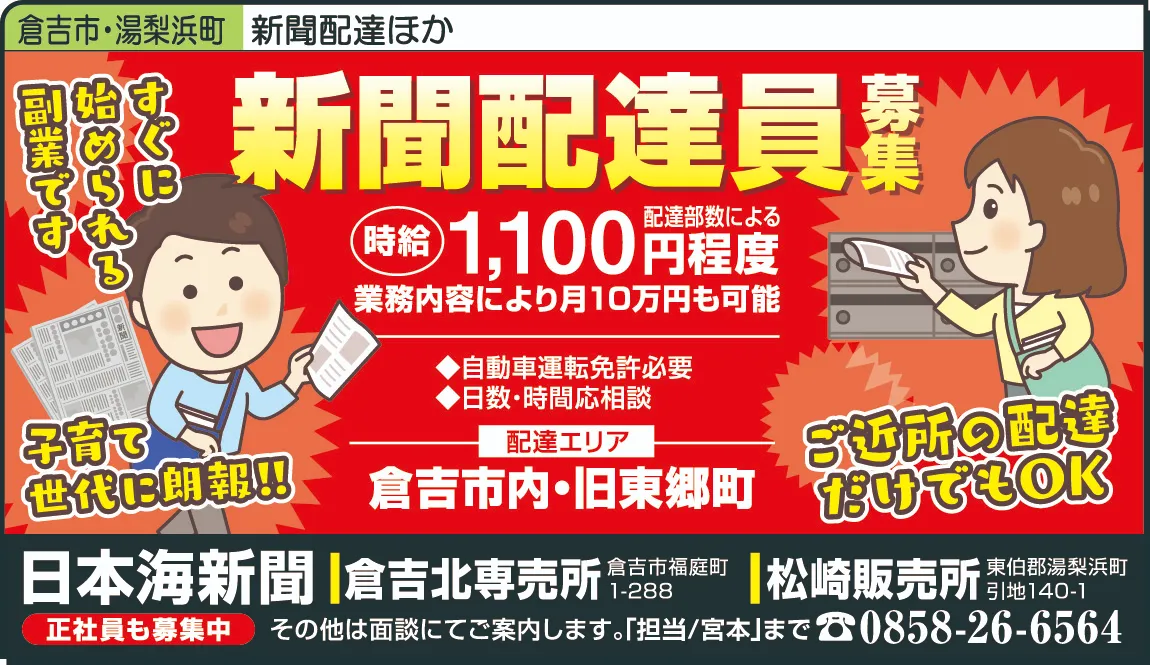 倉吉市・湯梨浜町 新聞配達ほか
すぐに
始められる
副業です
新聞配達員募集
時給 1,100円程度
配達部数による
業務内容により月10万円も可能
◆自動車運転免許必要
◆日数・時間応相談
配達エリア
倉吉市内・旧東郷町
新聞
子育て
世代に朗報!!
ご近所の配達
だけでもOK
日本海新聞
倉吉北専売所 倉吉市福庭町
1-288
松崎販売所 東伯郡湯梨浜町
引地140-1
正社員も募集中 その他は面談にてご案内します。「担当/宮本」まで☎0858-26-6564